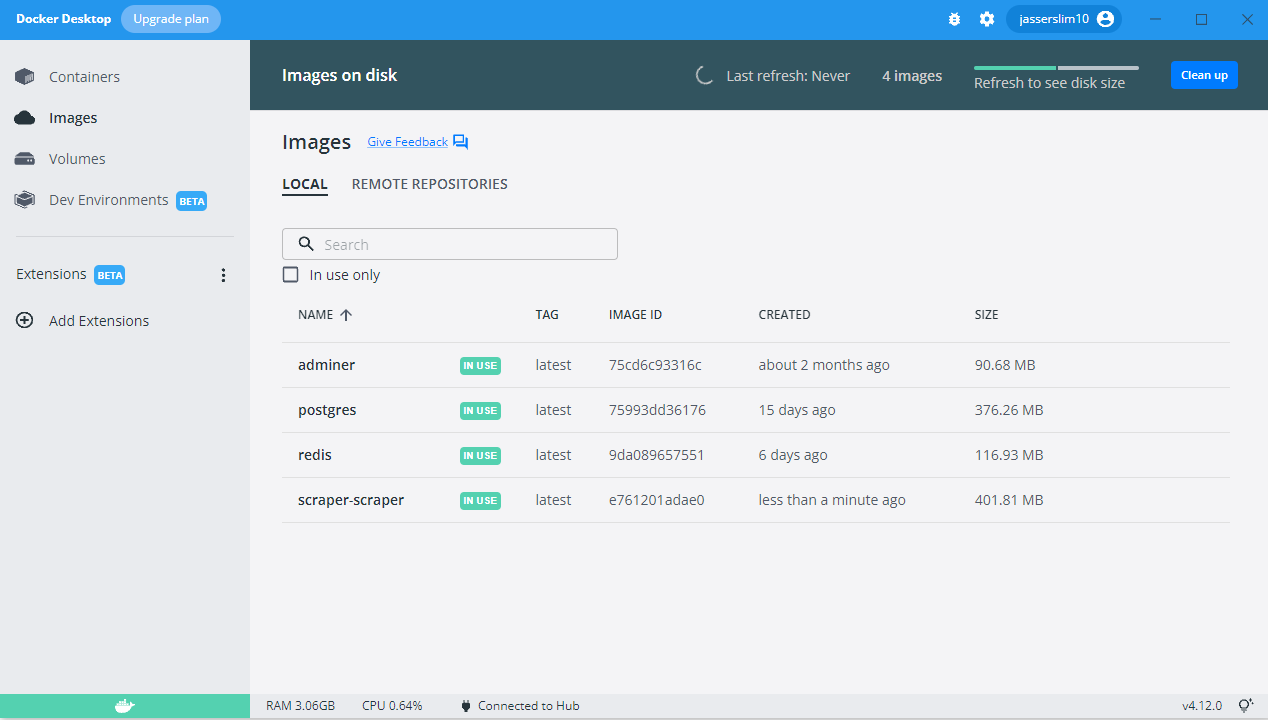 Docker Desktop Upgrade plan jasserslim10
Containers
Images
Volumes
Dev Environments BETA
Extensions BETA
Add Extensions
Images on disk Last refresh: Never 4 images Refresh to see disk size Clean up
Images Give Feedback
LOCAL REMOTE REPOSITORIES
Search
In use only
NAME TAG IMAGE ID CREATED SIZE
adminer IN USE latest 75cd6c93316c about 2 months ago 90.68 MB
postgres IN USE latest 75993dd36176 15 days ago 376.26 MB
redis IN USE latest 9da089657551 6 days ago 116.93 MB
scraper-scraper IN USE latest e761201adae0 less than a minute ago 401.81 MB
RAM 3.06GB CPU 0.64% Connected to Hub v4.12.0